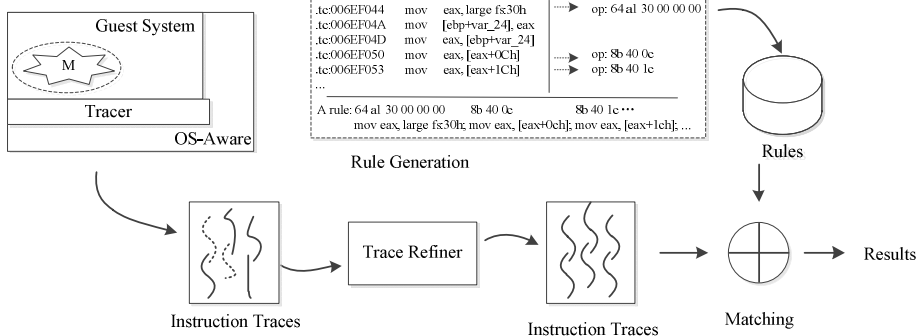 Guest System
M
Tracer
OS-Aware
.tc:006EF044 mov eax, large fs:30h op: 64 a1 30 00 00 00
.tc:006EF04A mov [ebp+var_24], eax
.tc:006EF04D mov eax, [ebp+var_24]
.tc:006EF050 mov eax, [eax+0Ch] op: 8b 40 0c
.tc:006EF053 mov eax, [eax+1Ch] op: 8b 40 1c
...
A rule: 64 a1 30 00 00 00 8b 40 0c 8b 40 1c ···
mov eax, large fs:30h; mov eax, [eax+0ch]; mov eax, [eax+1ch]; ...
Rule Generation
Rules
Instruction Traces
Trace Refiner
Instruction Traces
Matching
Results